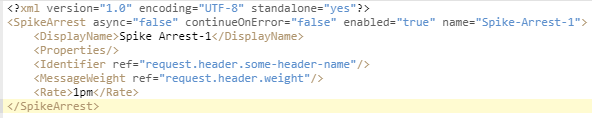 <?xml version="1.0" encoding="UTF-8" standalone="yes"?>
<SpikeArrest async="false" continueOnError="false" enabled="true" name="Spike-Arrest-1">
    <DisplayName>Spike Arrest-1</DisplayName>
    <Properties/>
    <Identifier ref="request.header.some-header-name"/>
    <MessageWeight ref="request.header.weight"/>
    <Rate>1pm</Rate>
</SpikeArrest>